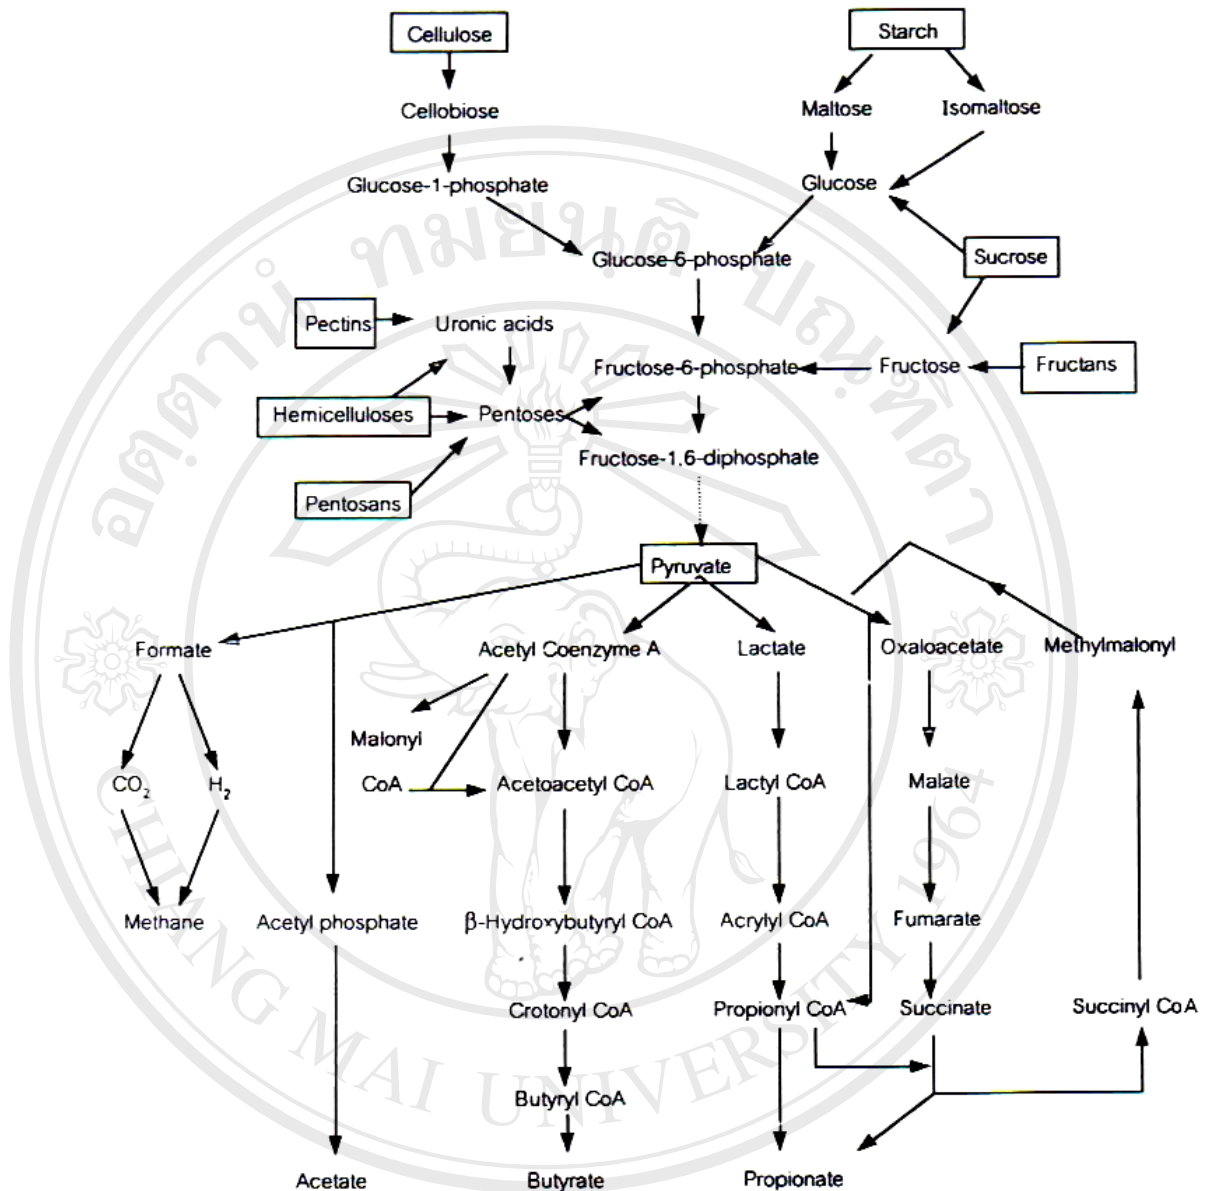 Cellulose
Starch
Cellobiose
Maltose
Isomaltose
Glucose-1-phosphate
Glucose
Glucose-6-phosphate
Sucrose
Pectins
Uronic acids
Fructose-6-phosphate
Fructose
Fructans
Hemicelluloses
Pentoses
Fructose-1.6-diphosphate
Pentosans
Pyruvate
Formate
Acetyl Coenzyme A
Lactate
Oxaloacetate
Methylmalonyl
Malonyl
CO2
H2
CoA
Acetoacetyl CoA
Lactyl CoA
Malate
Methane
Acetyl phosphate
β-Hydroxybutyryl CoA
Acrylyl CoA
Fumarate
Crotonyl CoA
Propionyl CoA
Succinate
Succinyl CoA
Butyryl CoA
Acetate
Butyrate
Propionate
CHIANG MAI UNIVERSITY 1964